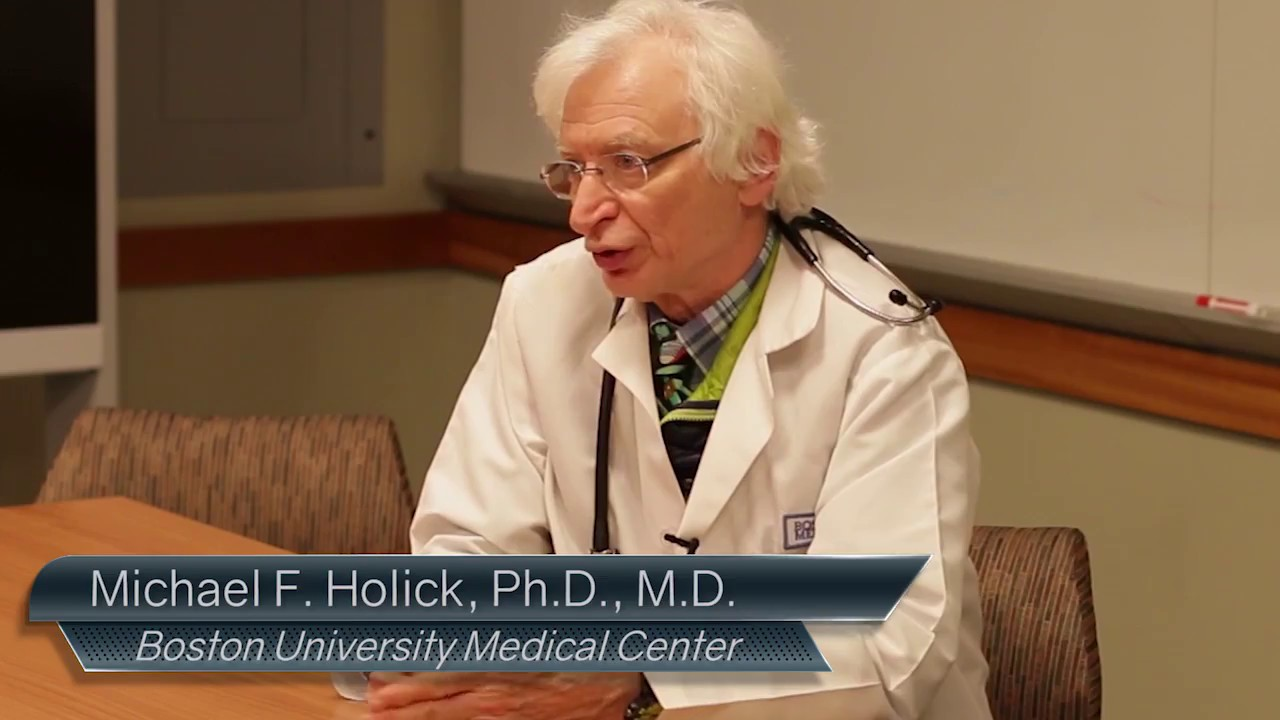 Michael F. Holick, Ph.D., M.D.
Boston University Medical Center